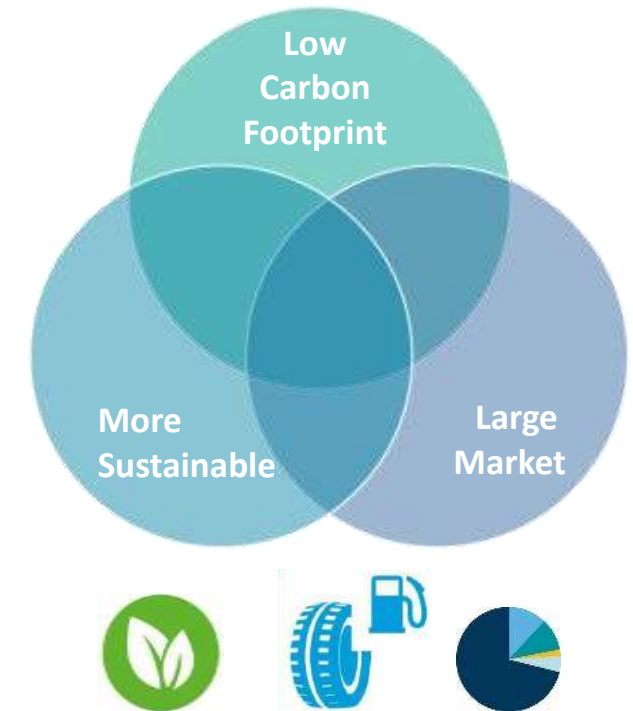 Low
Carbon
Footprint
More
Sustainable
Large
Market